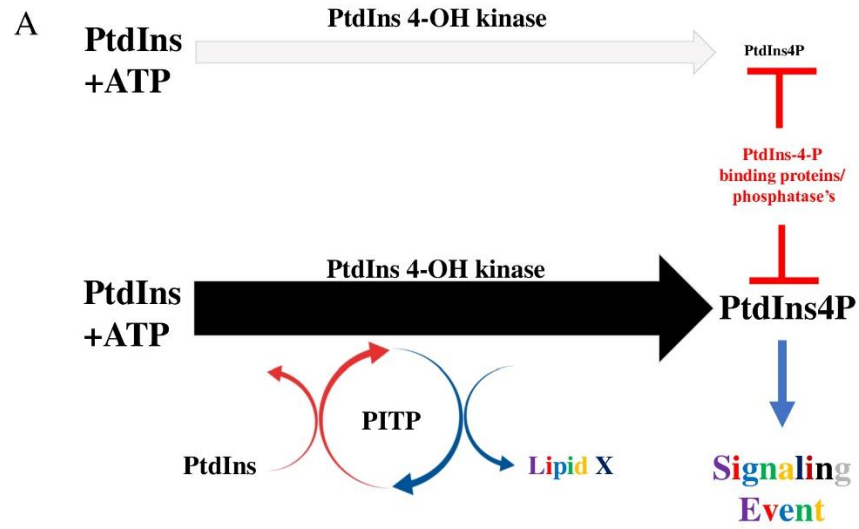 A
PtdIns 4-OH kinase
PtdIns
+ATP
PtdIns4P
PtdIns-4-P
binding proteins/
phosphatase's
PtdIns 4-OH kinase
PtdIns
+ATP
PtdIns4P
PITP
PtdIns
Lipid X
Signaling
Event